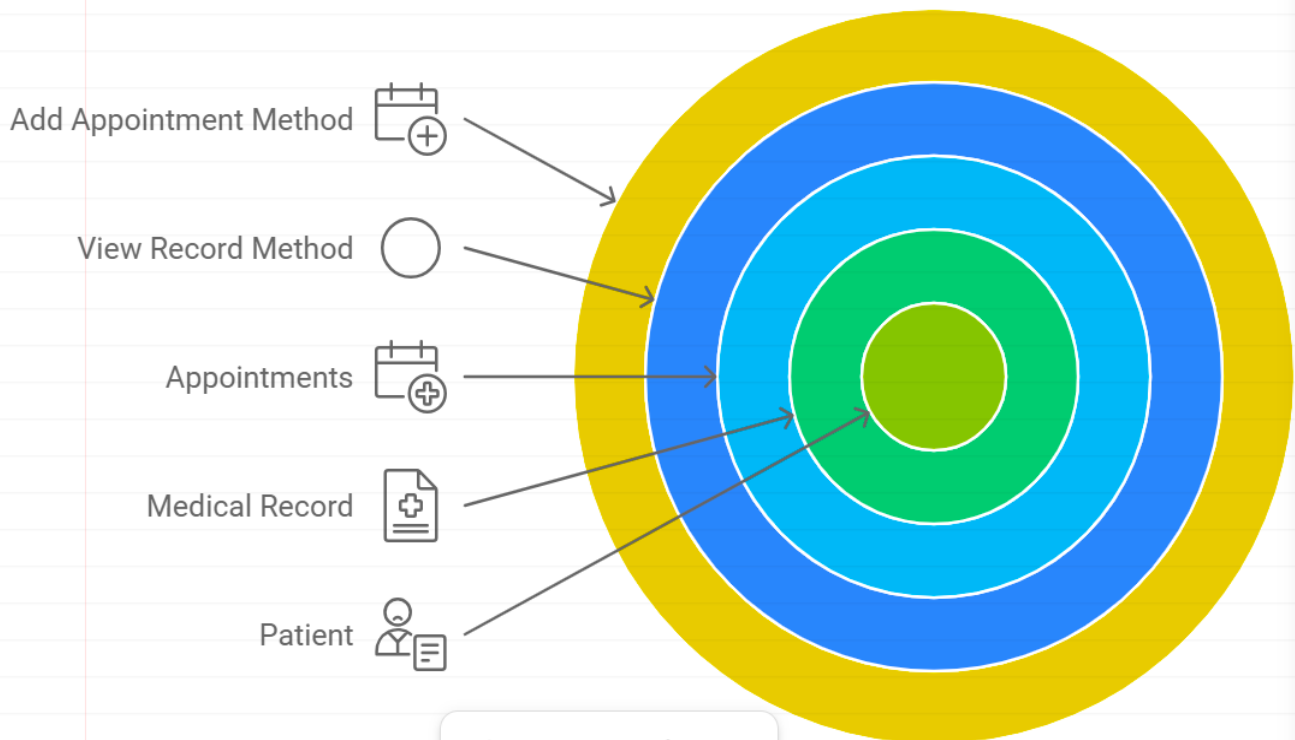 Add Appointment Method
View Record Method
Appointments
Medical Record
Patient